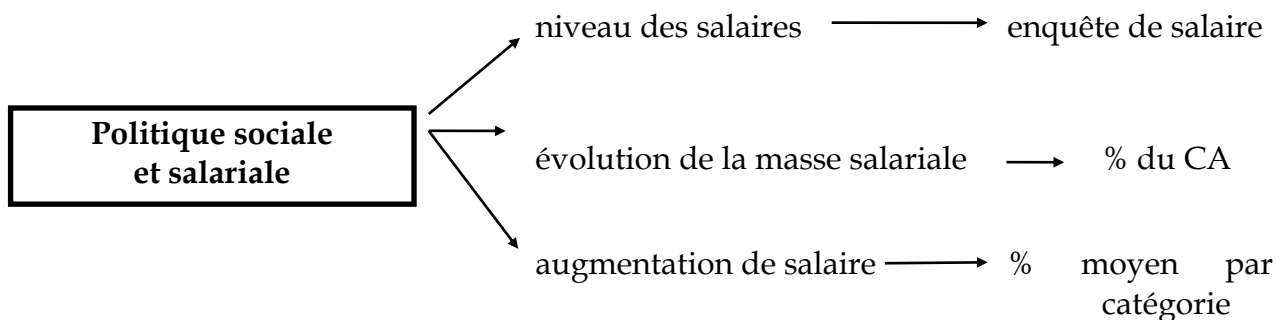 niveau des salaires enquête de salaire
Politique sociale
et salariale
évolution de la masse salariale % du CA
augmentation de salaire % moyen par
catégorie